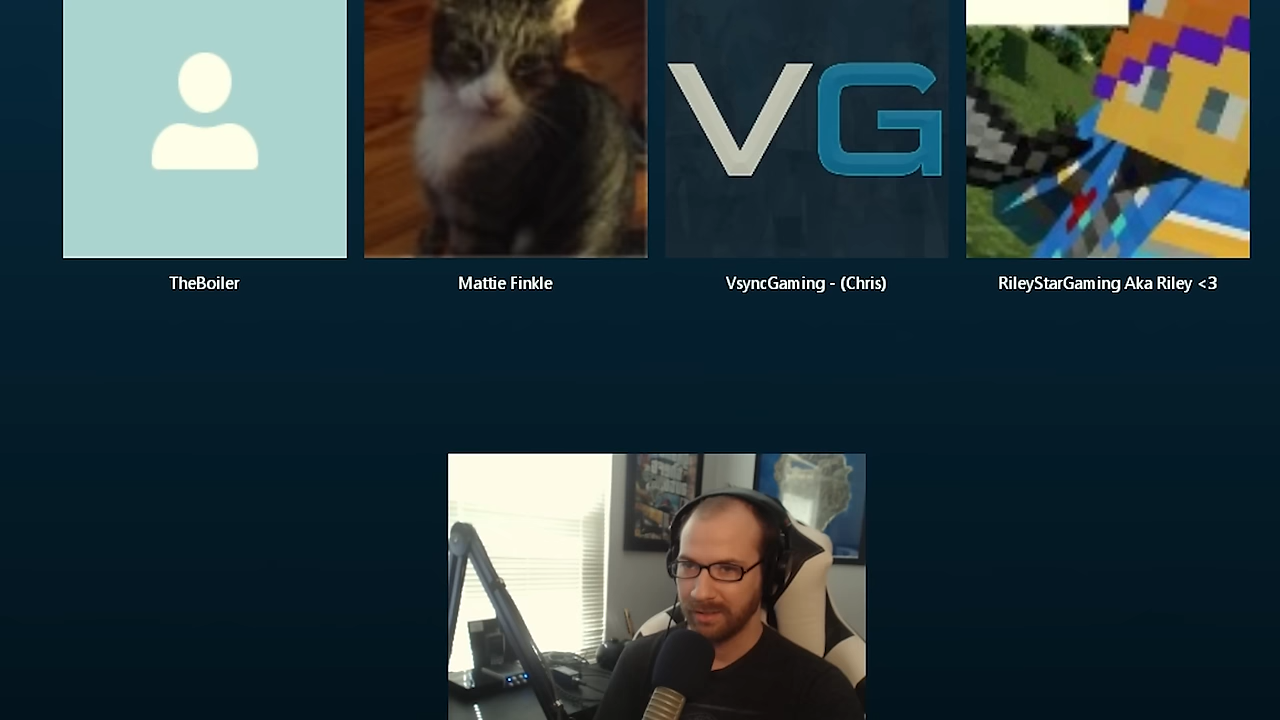 VG
TheBoiler
Mattie Finkle
VsyncGaming - (Chris)
RileyStarGaming Aka Riley <3